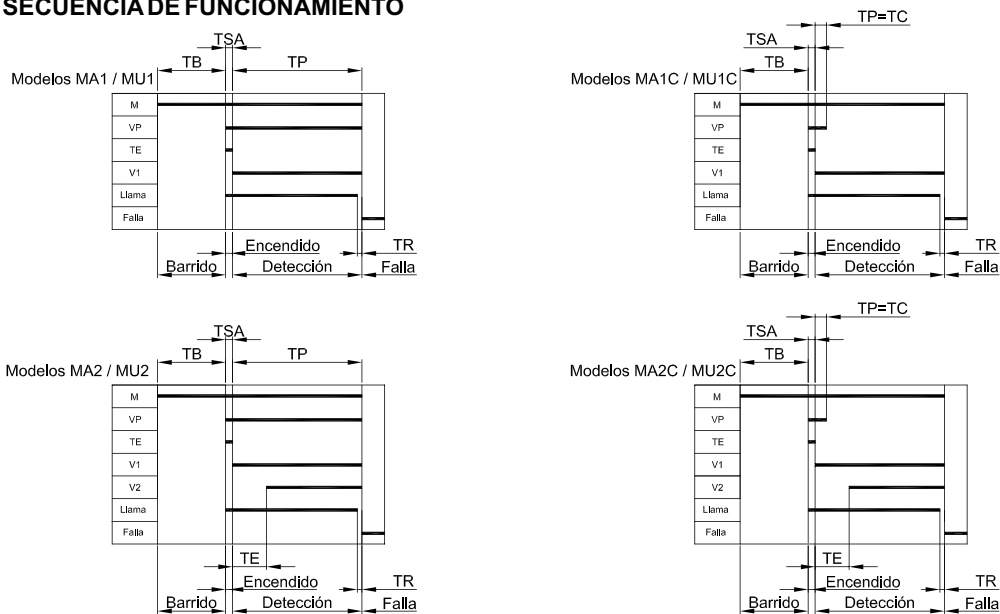 SECUENCIA DE FUNCIONAMIENTO
TSA
TB TP
Modelos MA1 / MU1
M
VP
TE
V1
Llama
Falla
Encendido TR
Barrido Detección Falla
TP=TC
TSA
TB
Modelos MA1C / MU1C
M
VP
TE
V1
Llama
Falla
Encendido TR
Barrido Detección Falla
TSA
TB TP
Modelos MA2 / MU2
M
VP
TE
V1
V2
Llama
Falla
TE
Encendido TR
Barrido Detección Falla
TP=TC
TSA
TB
Modelos MA2C / MU2C
M
VP
TE
V1
V2
Llama
Falla
TE
Encendido TR
Barrido Detección Falla